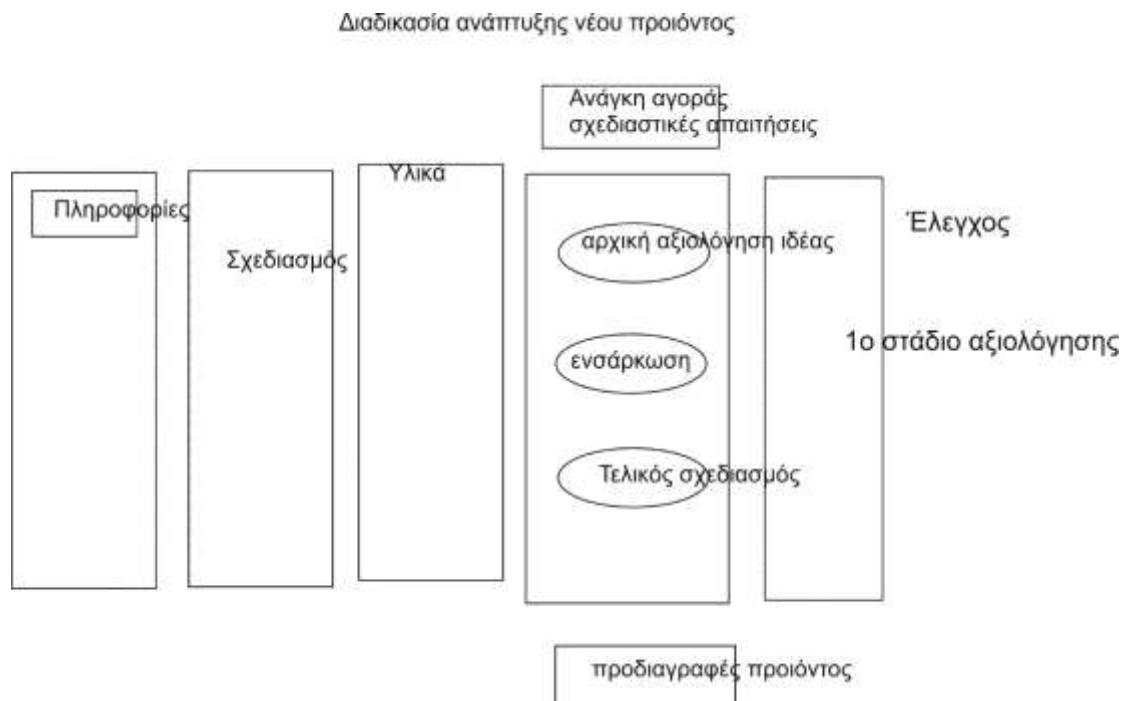 Διαδικασία ανάπτυξης νέου προιόντος
Ανάγκη αγοράς
σχεδιαστικές απαιτήσεις
Πληροφορίες
Σχεδιασμός
Υλικά
αρχική αξιολόνηση ιδέας
ενσάρκωση
Τελικός σχεδιασμός
Έλεγχος
1ο στάδιο αξιολόγησης
προδιαγραφές προιόντος